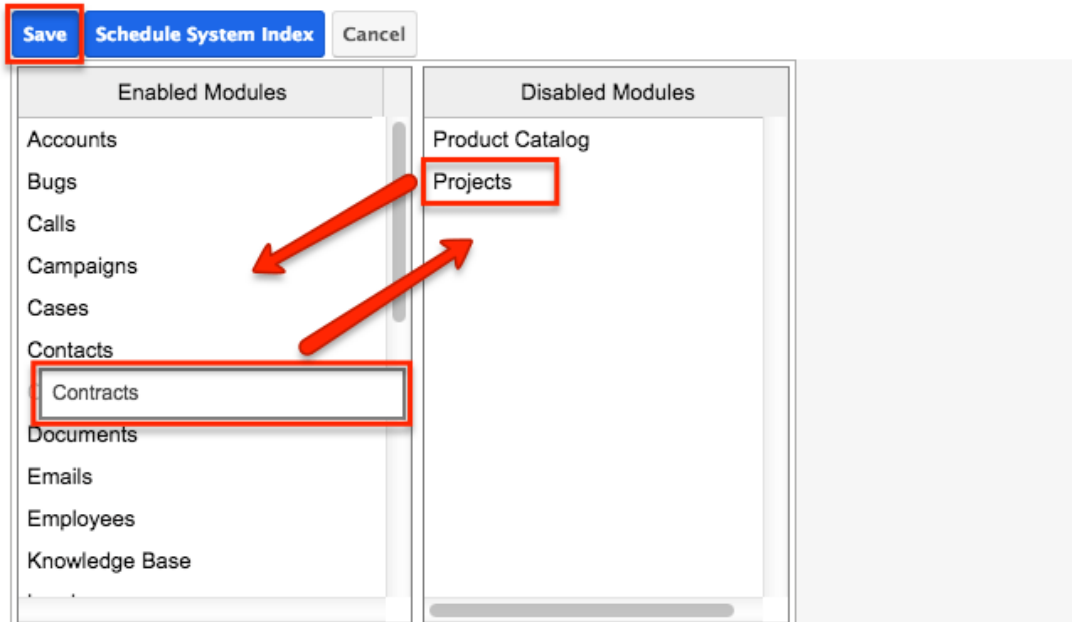 Save Schedule System Index Cancel
Enabled Modules Disabled Modules
Accounts Product Catalog
Bugs Projects
Calls
Campaigns
Cases
Contacts
Contracts
Documents
Emails
Employees
Knowledge Base